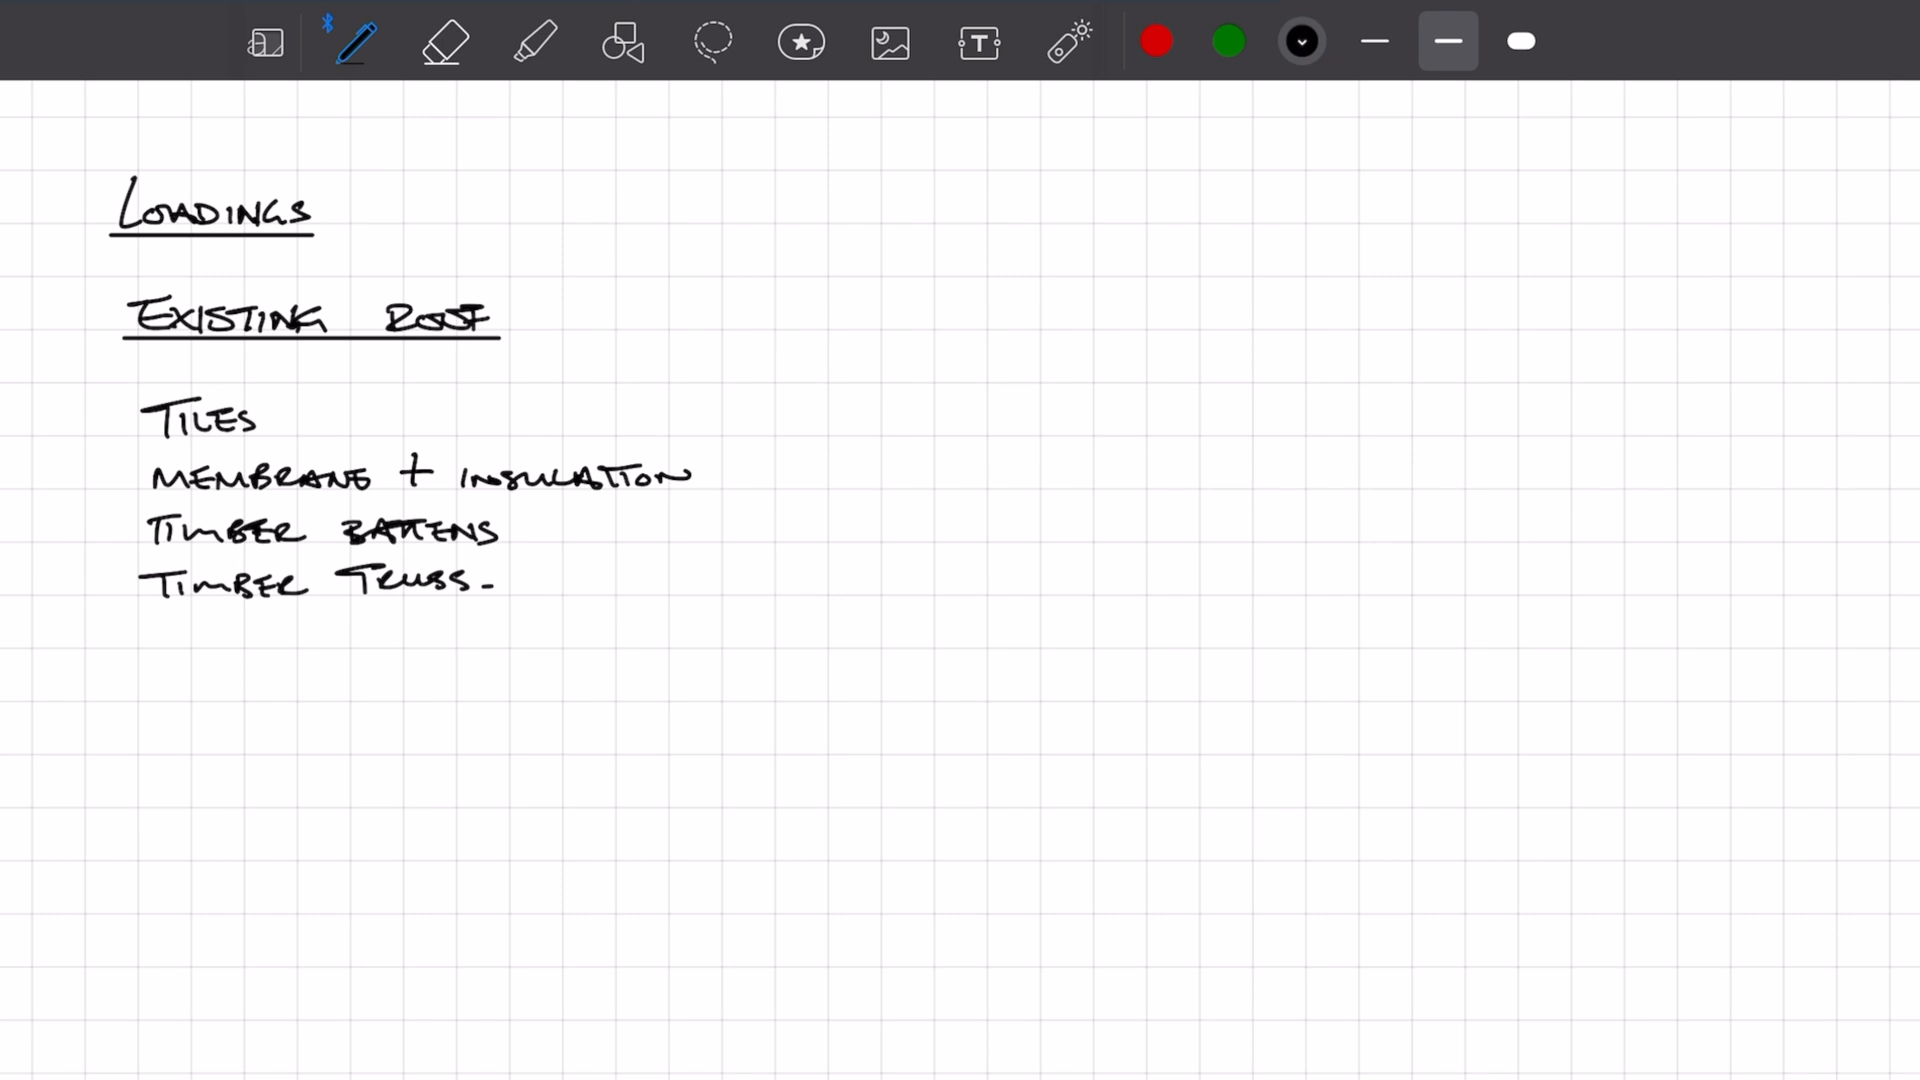 LOADINGS
EXISTING ROOF
TILES
MEMBRANE + INSULATION
TIMBER BATTENS
TIMBER TRUSS.